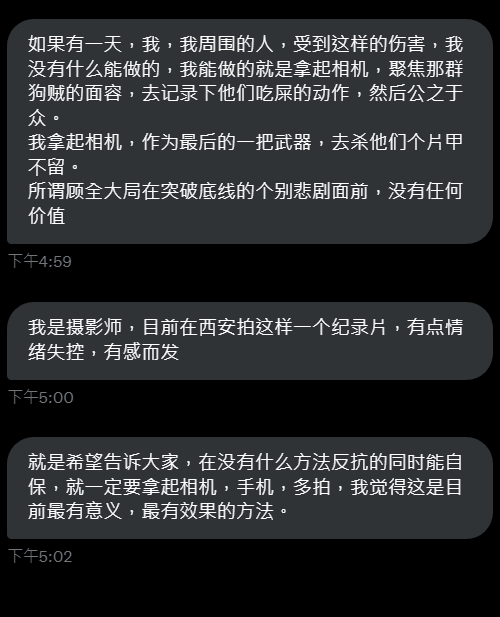 如果有一天，我，我周围的人，受到这样的伤害，我
没有什么能做的，我能做的就是拿起相机，聚焦那群
狗贼的面容，去记录下他们吃屎的动作，然后公之于
众。
我拿起相机，作为最后的一把武器，去杀他们个片甲
不留。
所谓顾全大局在突破底线的个别悲剧面前，没有任何
价值
下午4:59
我是摄影师，目前在西安拍这样一个纪录片，有点情
绪失控，有感而发
下午5:00
就是希望告诉大家，在没有什么方法反抗的同时能自
保，就一定要拿起相机，手机，多拍，我觉得这是目
前最有意义，最有效果的方法。
下午5:02